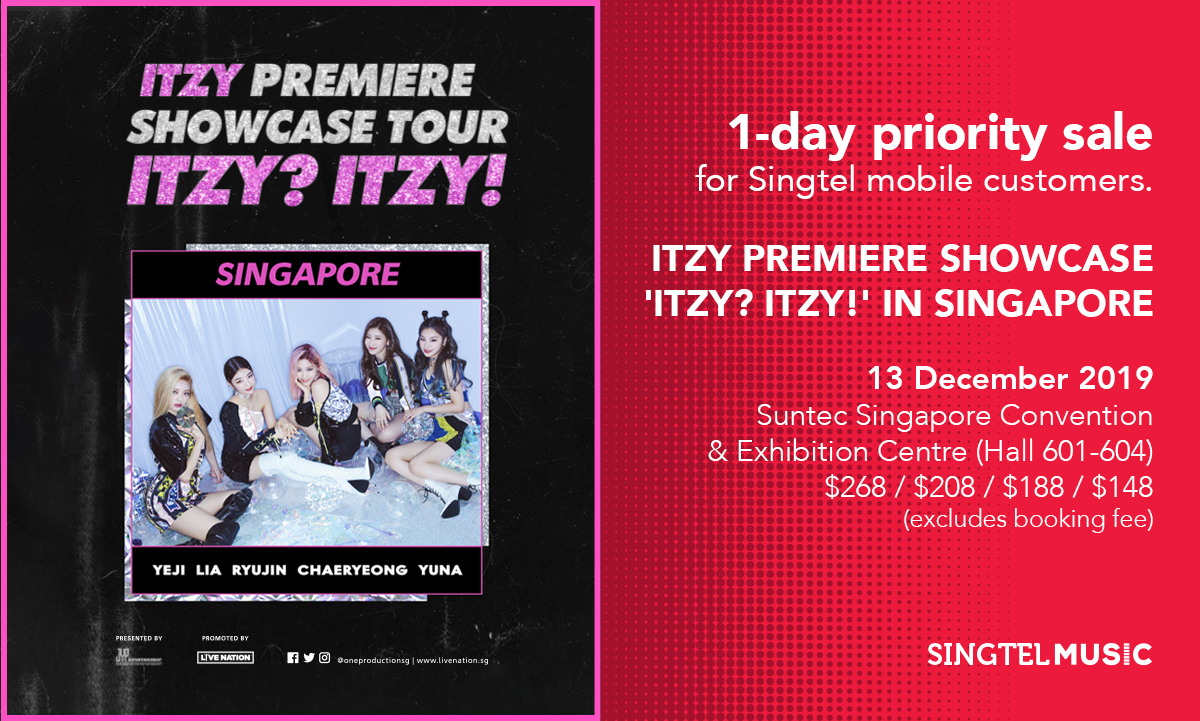 ITZY PREMIERE
SHOWCASE TOUR
ITZY? ITZY!
SINGAPORE
YEJI LIA RYUJIN CHAERYEONG YUNA
PRESENTED BY
PROMOTED BY
LIVE NATION
@oneproductionsg | www.livenation.sg
1-day priority sale
for Singtel mobile customers.
ITZY PREMIERE SHOWCASE
'ITZY? ITZY!' IN SINGAPORE
13 December 2019
Suntec Singapore Convention
& Exhibition Centre (Hall 601-604)
$268 / $208 / $188 / $148
(excludes booking fee)
SINGTEL MUSIC